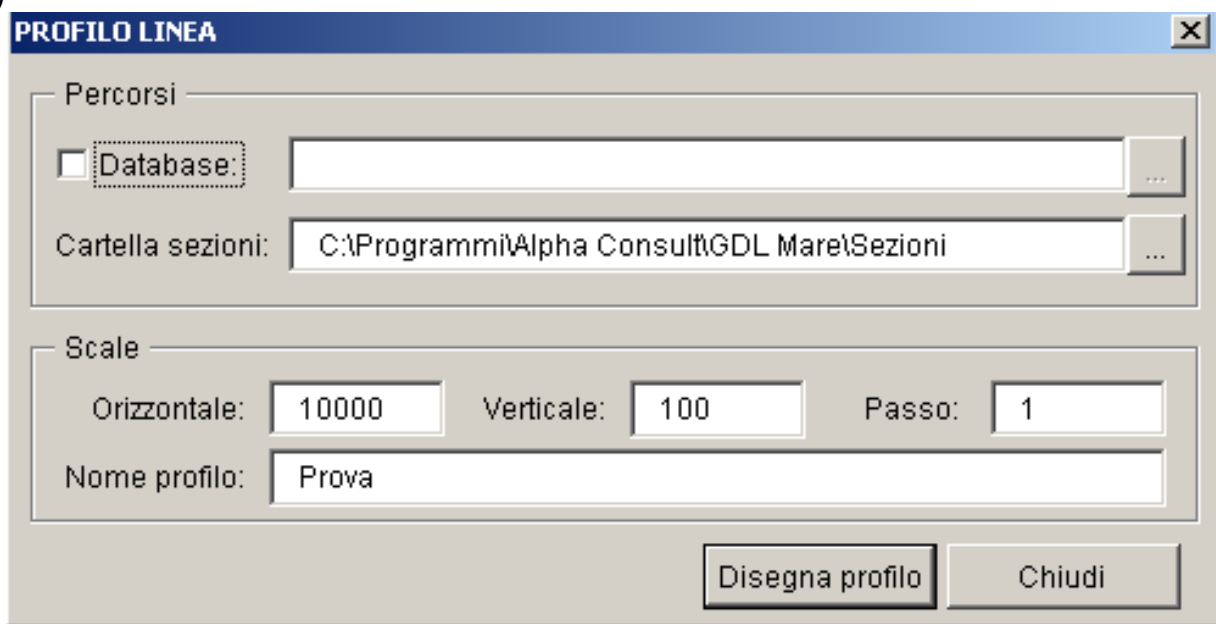 PROFILO LINEA
Percorsi
Database:
...
Cartella sezioni: C:\Programmi\Alpha Consult\GDL Mare\Sezioni ...
Scale
Orizzontale: 10000 Verticale: 100 Passo: 1
Nome profilo: Prova
Disegna profilo Chiudi